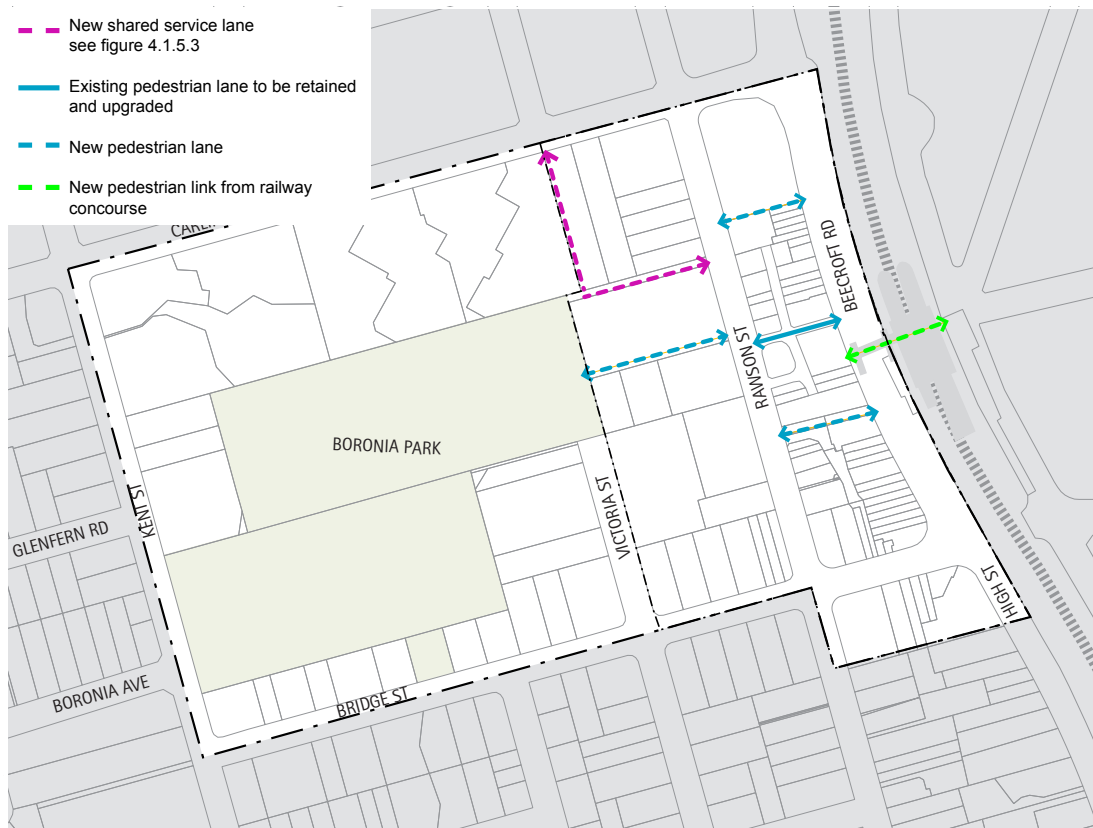 New shared service lane
see figure 4.1.5.3
Existing pedestrian lane to be retained
and upgraded
New pedestrian lane
New pedestrian link from railway
concourse
BEECROFT RD
RAWSON ST
BORONIA PARK
KENT ST
VICTORIA ST
GLENFERN RD
HIGH ST
BORONIA AVE
BRIDGE ST